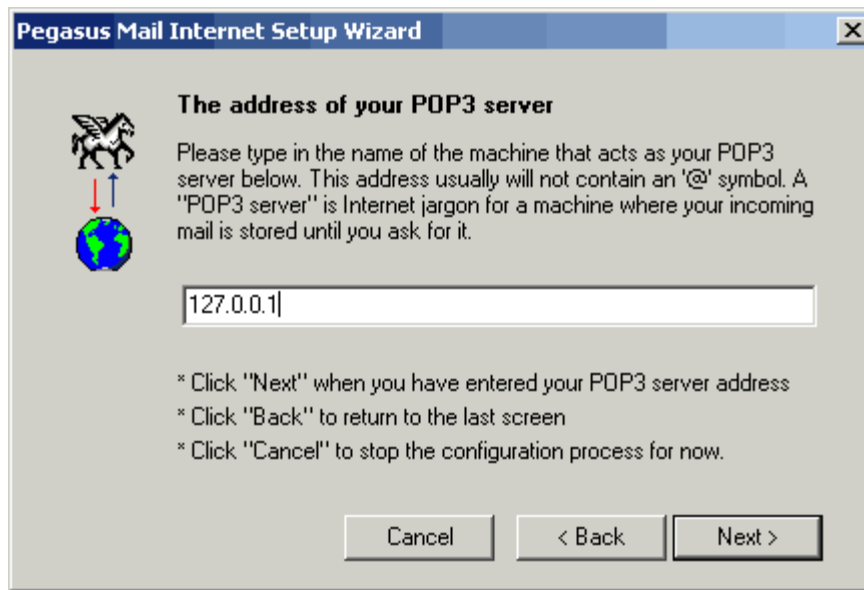 Pegasus Mail Internet Setup Wizard
The address of your POP3 server
Please type in the name of the machine that acts as your POP3
server below. This address usually will not contain an '@' symbol. A
"POP3 server" is Internet jargon for a machine where your incoming
mail is stored until you ask for it.
127.0.0.1
* Click "Next" when you have entered your POP3 server address
* Click "Back" to return to the last screen
* Click "Cancel" to stop the configuration process for now.
Cancel < Back Next >